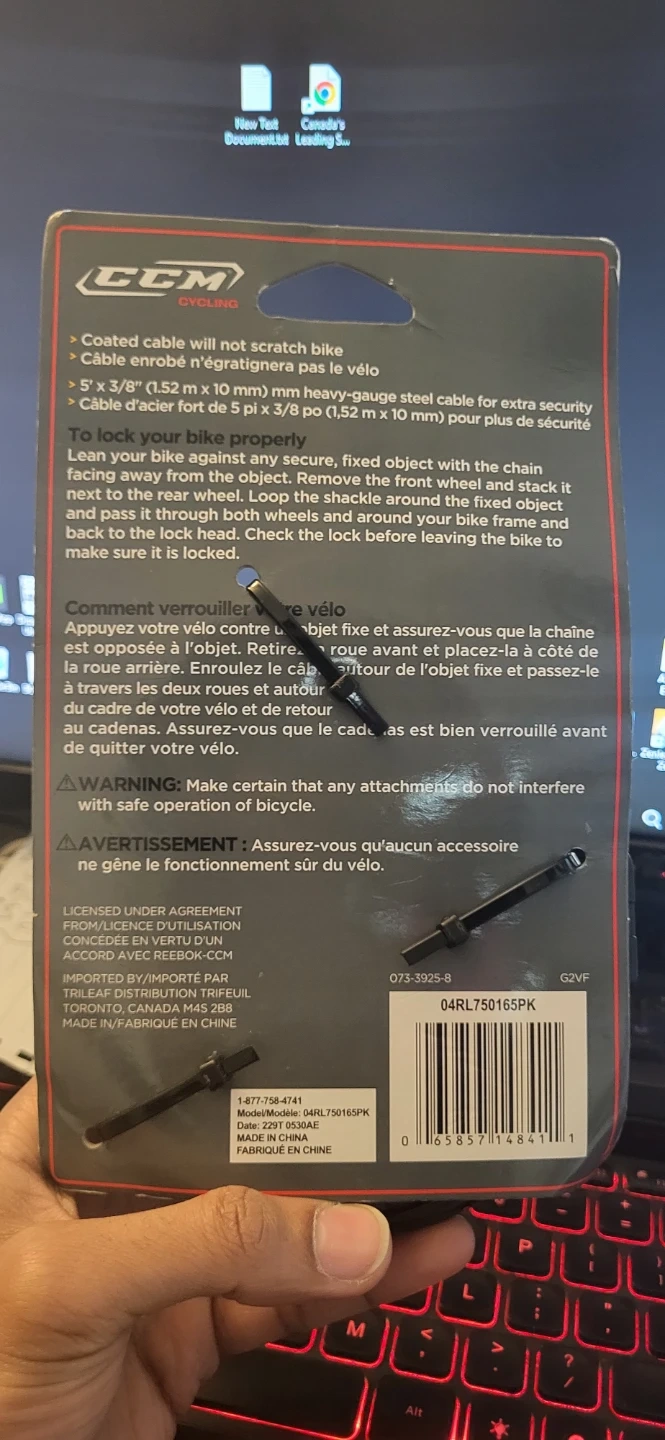 New Text
Document.txt
Canada's
Leading S...
CCM
CYCLING
> Coated cable will not scratch bike
> Câble enrobé n'égratignera pas le vélo
> 5' x 3/8" (1.52 m x 10 mm) mm heavy-gauge steel cable for extra security
> Câble d'acier fort de 5 pi x 3/8 po (1,52 m x 10 mm) pour plus de sécurité
To lock your bike properly
Lean your bike against any secure, fixed object with the chain
facing away from the object. Remove the front wheel and stack it
next to the rear wheel. Loop the shackle around the fixed object
and pass it through both wheels and around your bike frame and
back to the lock head. Check the lock before leaving the bike to
make sure it is locked.
Comment verrouiller re vélo
Appuyez votre vélo contre objet fixe et assurez-vous que la chaîne
est opposée à l'objet. Retirez roue avant et placez-la à côté de
la roue arrière. Enroulez le câb autour de l'objet fixe et passez-le
à travers les deux roues et autour
du cadre de votre vélo et de retour
au cadenas. Assurez-vous que le cadenas est bien verrouillé avant
de quitter votre vélo.
⚠WARNING: Make certain that any attachments do not interfere
with safe operation of bicycle.
⚠AVERTISSEMENT : Assurez-vous qu'aucun accessoire
ne gêne le fonctionnement sûr du vélo.
LICENSED UNDER AGREEMENT
FROM/LICENCE D'UTILISATION
CONCÉDÉE EN VERTU D'UN
ACCORD AVEC REEBOK-CCM
IMPORTED BY/IMPORTÉ PAR
TRILEAF DISTRIBUTION TRIFEUIL
TORONTO, CANADA M4S 2B8
MADE IN/FABRIQUÉ EN CHINE
073-3925-8 G2VF
04RL750165PK
0 65857 14841 1
1-877-758-4741
Model/Modèle: 04RL750165PK
Date: 229T 0530AE
MADE IN CHINA
FABRIQUÉ EN CHINE
P
L
M
Alt